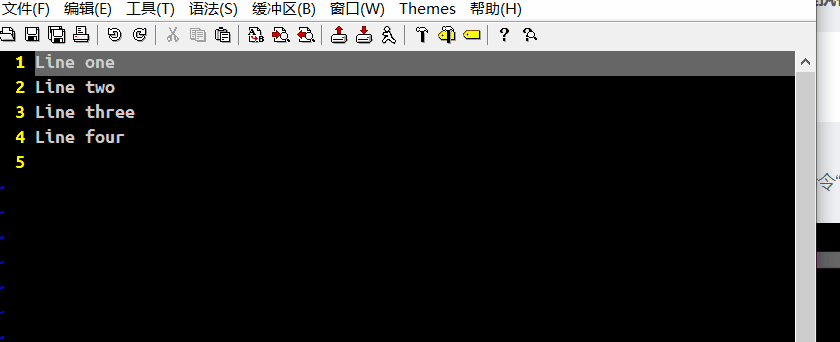 文件(F) 编辑(E) 工具(T) 语法(S) 缓冲区(B) 窗口(W) Themes 帮助(H)
1 Line one
2 Line two
3 Line three
4 Line four
5
令“